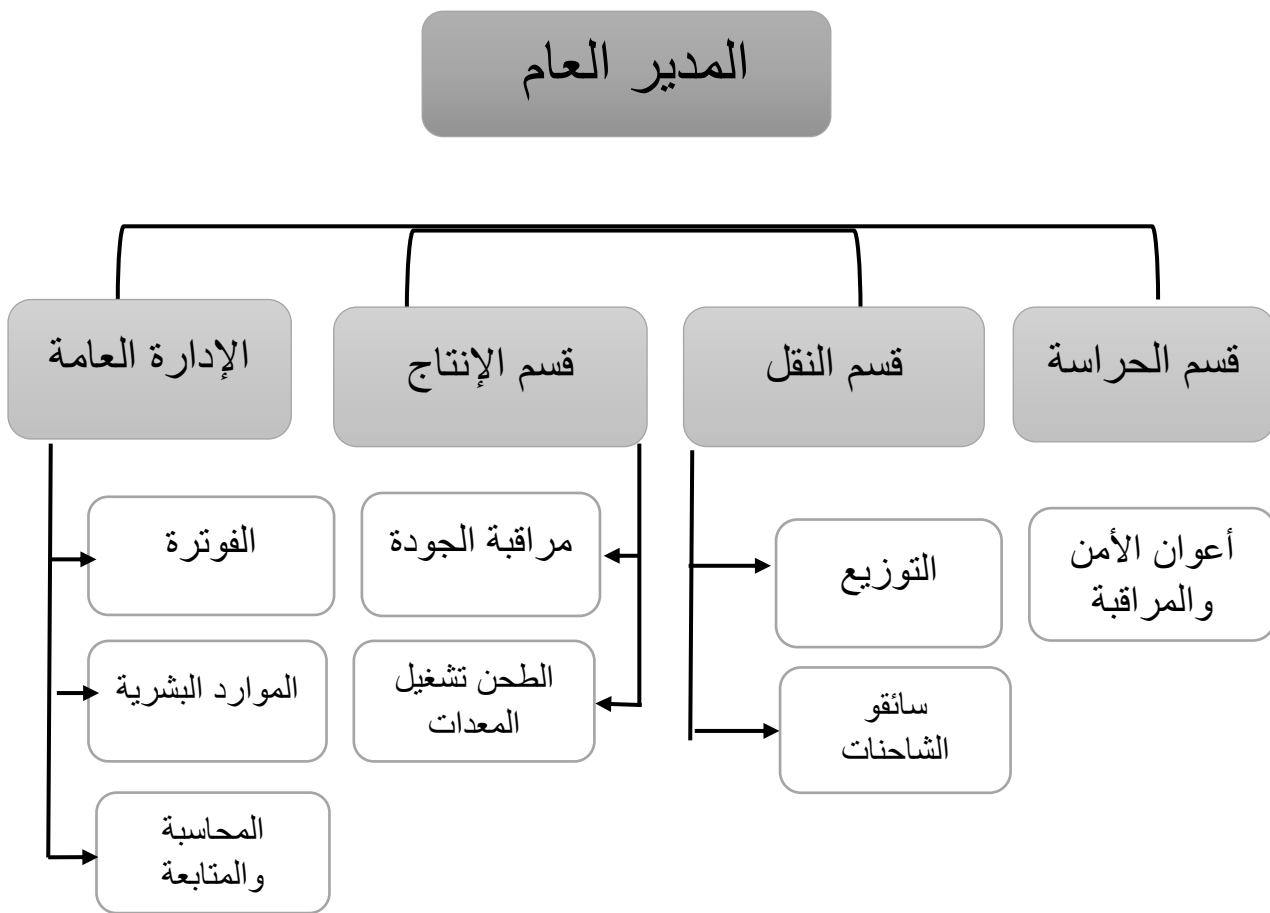 المدير العام
قسم الحراسة
قسم النقل
قسم الإنتاج
الإدارة العامة
أعوان الأمن
والمراقبة
التوزيع
سائقو
الشاحنات
مراقبة الجودة
الطحن تشغيل
المعدات
الفوترة
الموارد البشرية
المحاسبة
والمتابعة